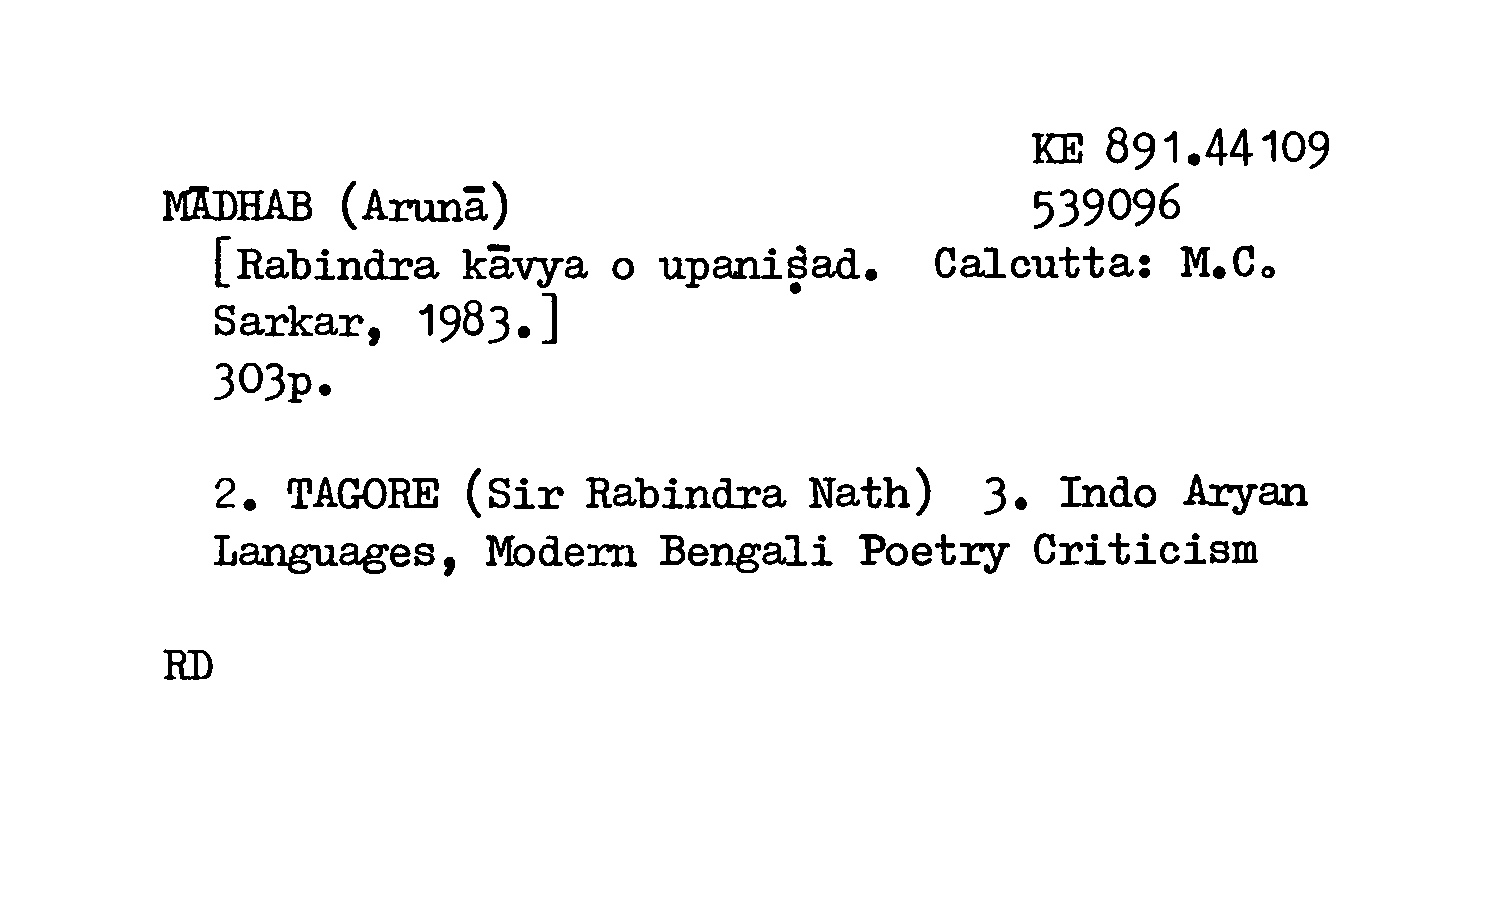 KE 891.44109
MĀDHAB (Arunā) 539096
[Rabindra kāvya o upaniṣad. Calcutta: M.C.
Sarkar, 1983.]
303p.
2. TAGORE (Sir Rabindra Nath) 3. Indo Aryan
Languages, Modern Bengali Poetry Criticism
RD